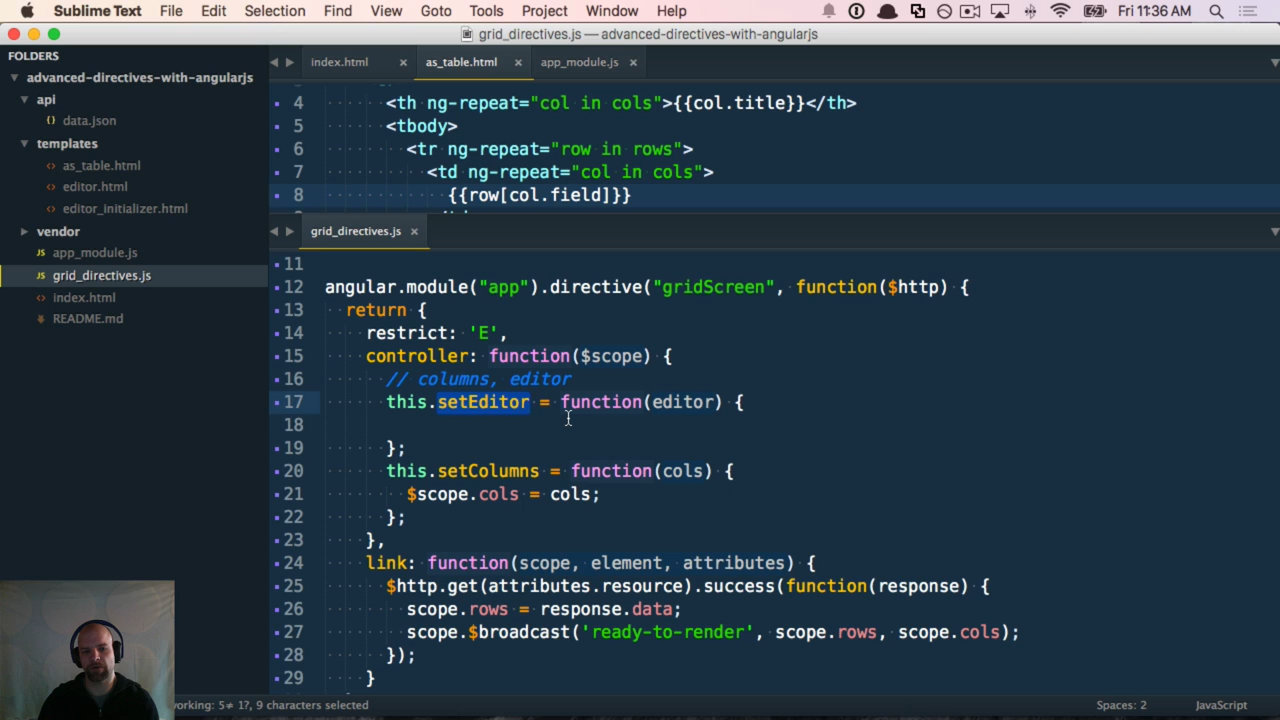 Sublime Text File Edit Selection Find View Goto Tools Project Window Help Fri 11:36 AM
grid_directives.js — advanced-directives-with-angularjs
FOLDERS
advanced-directives-with-angularjs
api
data.json
templates
as_table.html
editor.html
editor_initializer.html
vendor
app_module.js
grid_directives.js
index.html
README.md
index.html as_table.html app_module.js
4 <th ng-repeat="col in cols">{{col.title}}</th>
5 <tbody>
6 <tr ng-repeat="row in rows">
7 <td ng-repeat="col in cols">
8 {{row[col.field]}}
grid_directives.js
11
12 angular.module("app").directive("gridScreen", function($http) {
13 return {
14 restrict: 'E',
15 controller: function($scope) {
16 // columns, editor
17 this.setEditor = function(editor) {
18
19 };
20 this.setColumns = function(cols) {
21 $scope.cols = cols;
22 };
23 },
24 link: function(scope, element, attributes) {
25 $http.get(attributes.resource).success(function(response) {
26 scope.rows = response.data;
27 scope.$broadcast('ready-to-render', scope.rows, scope.cols);
28 });
29 }
orking: 5≠ 17, 9 characters selected Spaces: 2 JavaScript